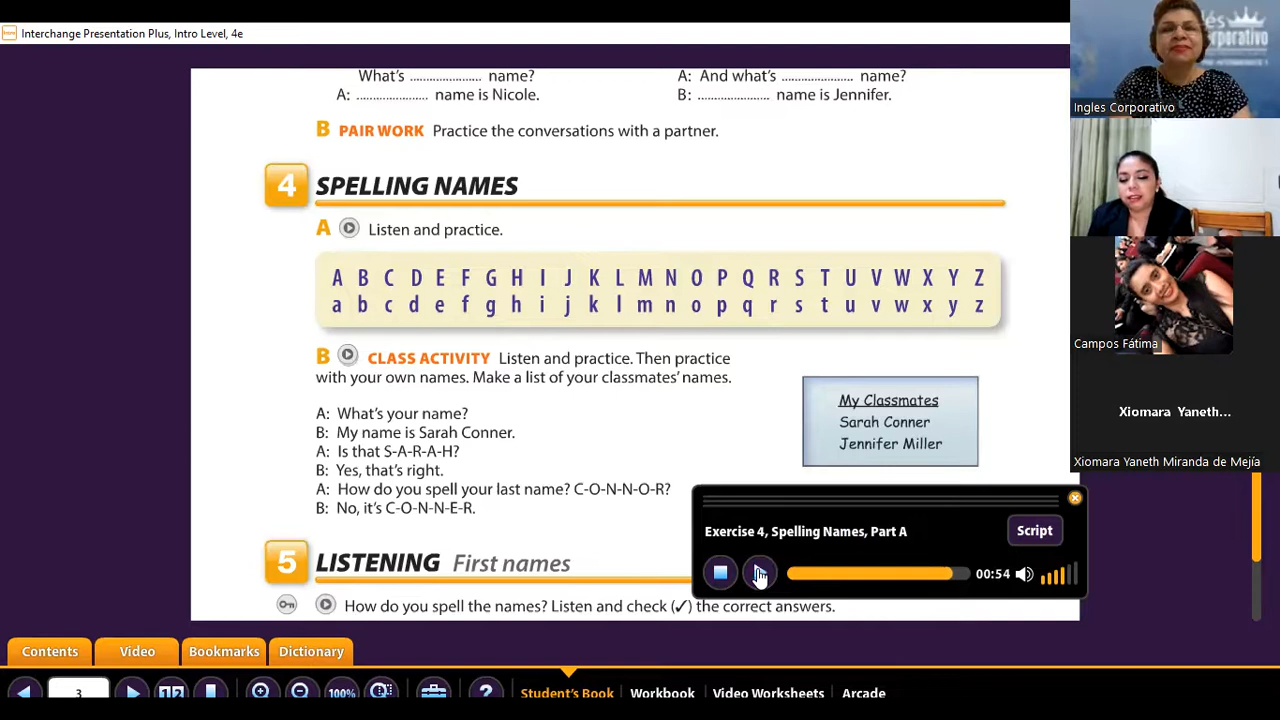 Interchange Presentation Plus, Intro Level, 4e
What's ..................... name?
A: ..................... name is Nicole.
A: And what's ..................... name?
B: ..................... name is Jennifer.
B PAIR WORK Practice the conversations with a partner.
4 SPELLING NAMES
A Listen and practice.
A B C D E F G H I J K L M N O P Q R S T U V W X Y Z
a b c d e f g h i j k l m n o p q r s t u v w x y z
B CLASS ACTIVITY Listen and practice. Then practice
with your own names. Make a list of your classmates' names.
A: What's your name?
B: My name is Sarah Conner.
A: Is that S-A-R-A-H?
B: Yes, that's right.
A: How do you spell your last name? C-O-N-N-O-R?
B: No, it's C-O-N-N-E-R.
My Classmates
Sarah Conner
Jennifer Miller
Exercise 4, Spelling Names, Part A
Script
00:54
5 LISTENING First names
How do you spell the names? Listen and check (✓) the correct answers.
Contents Video Bookmarks Dictionary
3 100% ? Student's Book Workbook Video Worksheets Arcade
Corporativo
Ingles Corporativo
Campos Fátima
Xiomara Yaneth...
Xiomara Yaneth Miranda de Mejía